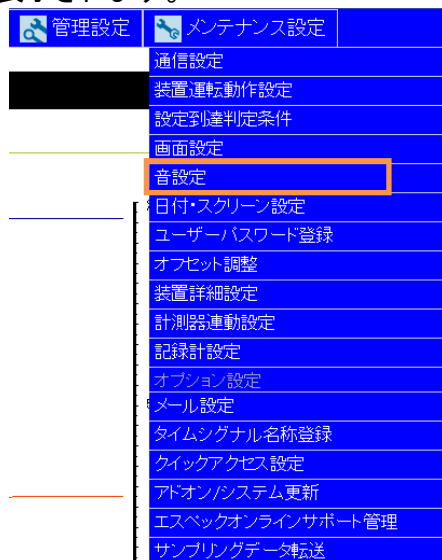 表示されます。
管理設定 メンテナンス設定
通信設定
装置運転動作設定
設定到達判定条件
画面設定
音設定
日付・スクリーン設定
ユーザーパスワード登録
オフセット調整
装置詳細設定
計測器連動設定
記録計設定
オプション設定
メール設定
タイムシグナル名称登録
クイックアクセス設定
アドオン/システム更新
エスペックオンラインサポート管理
サンプリングデータ転送